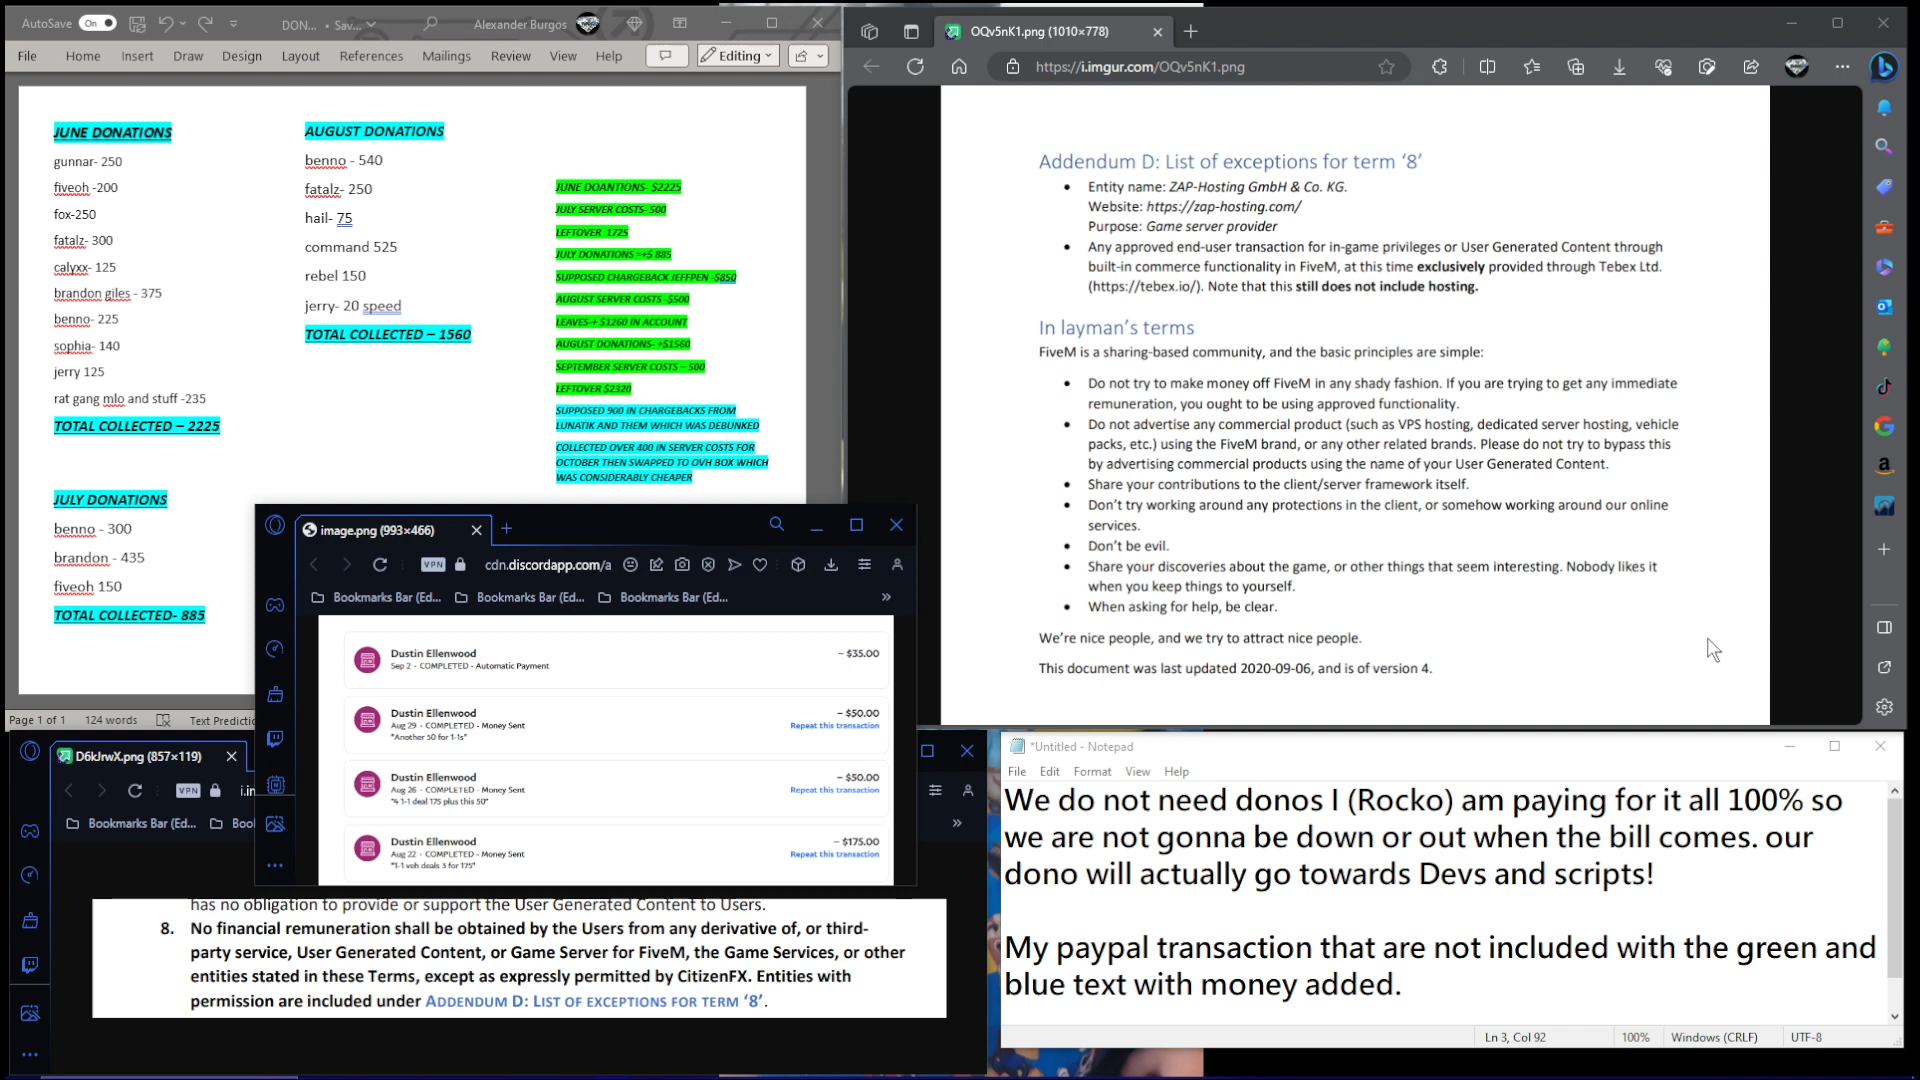 AutoSave On DON... • Sav... Alexander Burgos
File Home Insert Draw Design Layout References Mailings Review View Help Editing
JUNE DONATIONS
gunnar- 250
fiveoh -200
fox-250
fatalz- 300
calyxx- 125
brandon giles - 375
benno- 225
sophia- 140
jerry 125
rat gang mlo and stuff -235
TOTAL COLLECTED – 2225
JULY DONATIONS
benno - 300
brandon - 435
fiveoh 150
TOTAL COLLECTED- 885
AUGUST DONATIONS
benno - 540
fatalz- 250
hail- 75
command 525
rebel 150
jerry- 20 speed
TOTAL COLLECTED – 1560
JUNE DOANTIONS- $2225
JULY SERVER COSTS- 500
LEFTOVER 1725
JULY DONATIONS =+$ 885
SUPPOSED CHARGEBACK JEFFPEN -$850
AUGUST SERVER COSTS -$500
LEAVES-+ $1260 IN ACCOUNT
AUGUST DONATIONS- +$1560
SEPTEMBER SERVER COSTS – 500
LEFTOVER $2320
SUPPOSED 900 IN CHARGEBACKS FROM
LUNATIK AND THEM WHICH WAS DEBUNKED
COLLECTED OVER 400 IN SERVER COSTS FOR
OCTOBER THEN SWAPPED TO OVH BOX WHICH
WAS CONSIDERABLY CHEAPER
Page 1 of 1 124 words Text Predictio
OQv5nK1.png (1010×778)
https://i.imgur.com/OQv5nK1.png
Addendum D: List of exceptions for term ‘8’
• Entity name: ZAP-Hosting GmbH & Co. KG.
Website: https://zap-hosting.com/
Purpose: Game server provider
• Any approved end-user transaction for in-game privileges or User Generated Content through
built-in commerce functionality in FiveM, at this time exclusively provided through Tebex Ltd.
(https://tebex.io/). Note that this still does not include hosting.
In layman’s terms
FiveM is a sharing-based community, and the basic principles are simple:
• Do not try to make money off FiveM in any shady fashion. If you are trying to get any immediate
remuneration, you ought to be using approved functionality.
• Do not advertise any commercial product (such as VPS hosting, dedicated server hosting, vehicle
packs, etc.) using the FiveM brand, or any other related brands. Please do not try to bypass this
by advertising commercial products using the name of your User Generated Content.
• Share your contributions to the client/server framework itself.
• Don’t try working around any protections in the client, or somehow working around our online
services.
• Don’t be evil.
• Share your discoveries about the game, or other things that seem interesting. Nobody likes it
when you keep things to yourself.
• When asking for help, be clear.
We’re nice people, and we try to attract nice people.
This document was last updated 2020-09-06, and is of version 4.
image.png (993×466)
VPN cdn.discordapp.com/a
Bookmarks Bar (Ed... Bookmarks Bar (Ed... Bookmarks Bar (Ed... »
Dustin Ellenwood – $35.00
Sep 2 - COMPLETED - Automatic Payment
Dustin Ellenwood – $50.00
Aug 29 - COMPLETED - Money Sent Repeat this transaction
"Another 50 for 1-1s"
Dustin Ellenwood – $50.00
Aug 26 - COMPLETED - Money Sent Repeat this transaction
"4 1-1 deal 175 plus this 50"
Dustin Ellenwood – $175.00
Aug 22 - COMPLETED - Money Sent Repeat this transaction
"1-1 veh deals 3 for 175"
D6kJrwX.png (857×119)
VPN i.in
Bookmarks Bar (Ed... Bool »
has no obligation to provide or support the User Generated Content to Users.
8. No financial remuneration shall be obtained by the Users from any derivative of, or third-
party service, User Generated Content, or Game Server for FiveM, the Game Services, or other
entities stated in these Terms, except as expressly permitted by CitizenFX. Entities with
permission are included under ADDENDUM D: LIST OF EXCEPTIONS FOR TERM ‘8’.
*Untitled - Notepad
File Edit Format View Help
We do not need donos I (Rocko) am paying for it all 100% so
we are not gonna be down or out when the bill comes. our
dono will actually go towards Devs and scripts!
My paypal transaction that are not included with the green and
blue text with money added.
Ln 3, Col 92 100% Windows (CRLF) UTF-8